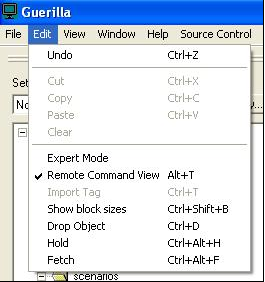 Guerilla
File Edit View Window Help Source Control
Undo Ctrl+Z
Set
Cut Ctrl+X
Copy Ctrl+C
No
Paste Ctrl+V
Clear
Expert Mode
Remote Command View Alt+T
Import Tag Ctrl+T
Show block sizes Ctrl+Shift+B
Drop Object Ctrl+D
Hold Ctrl+Alt+H
Fetch Ctrl+Alt+F
scenarios